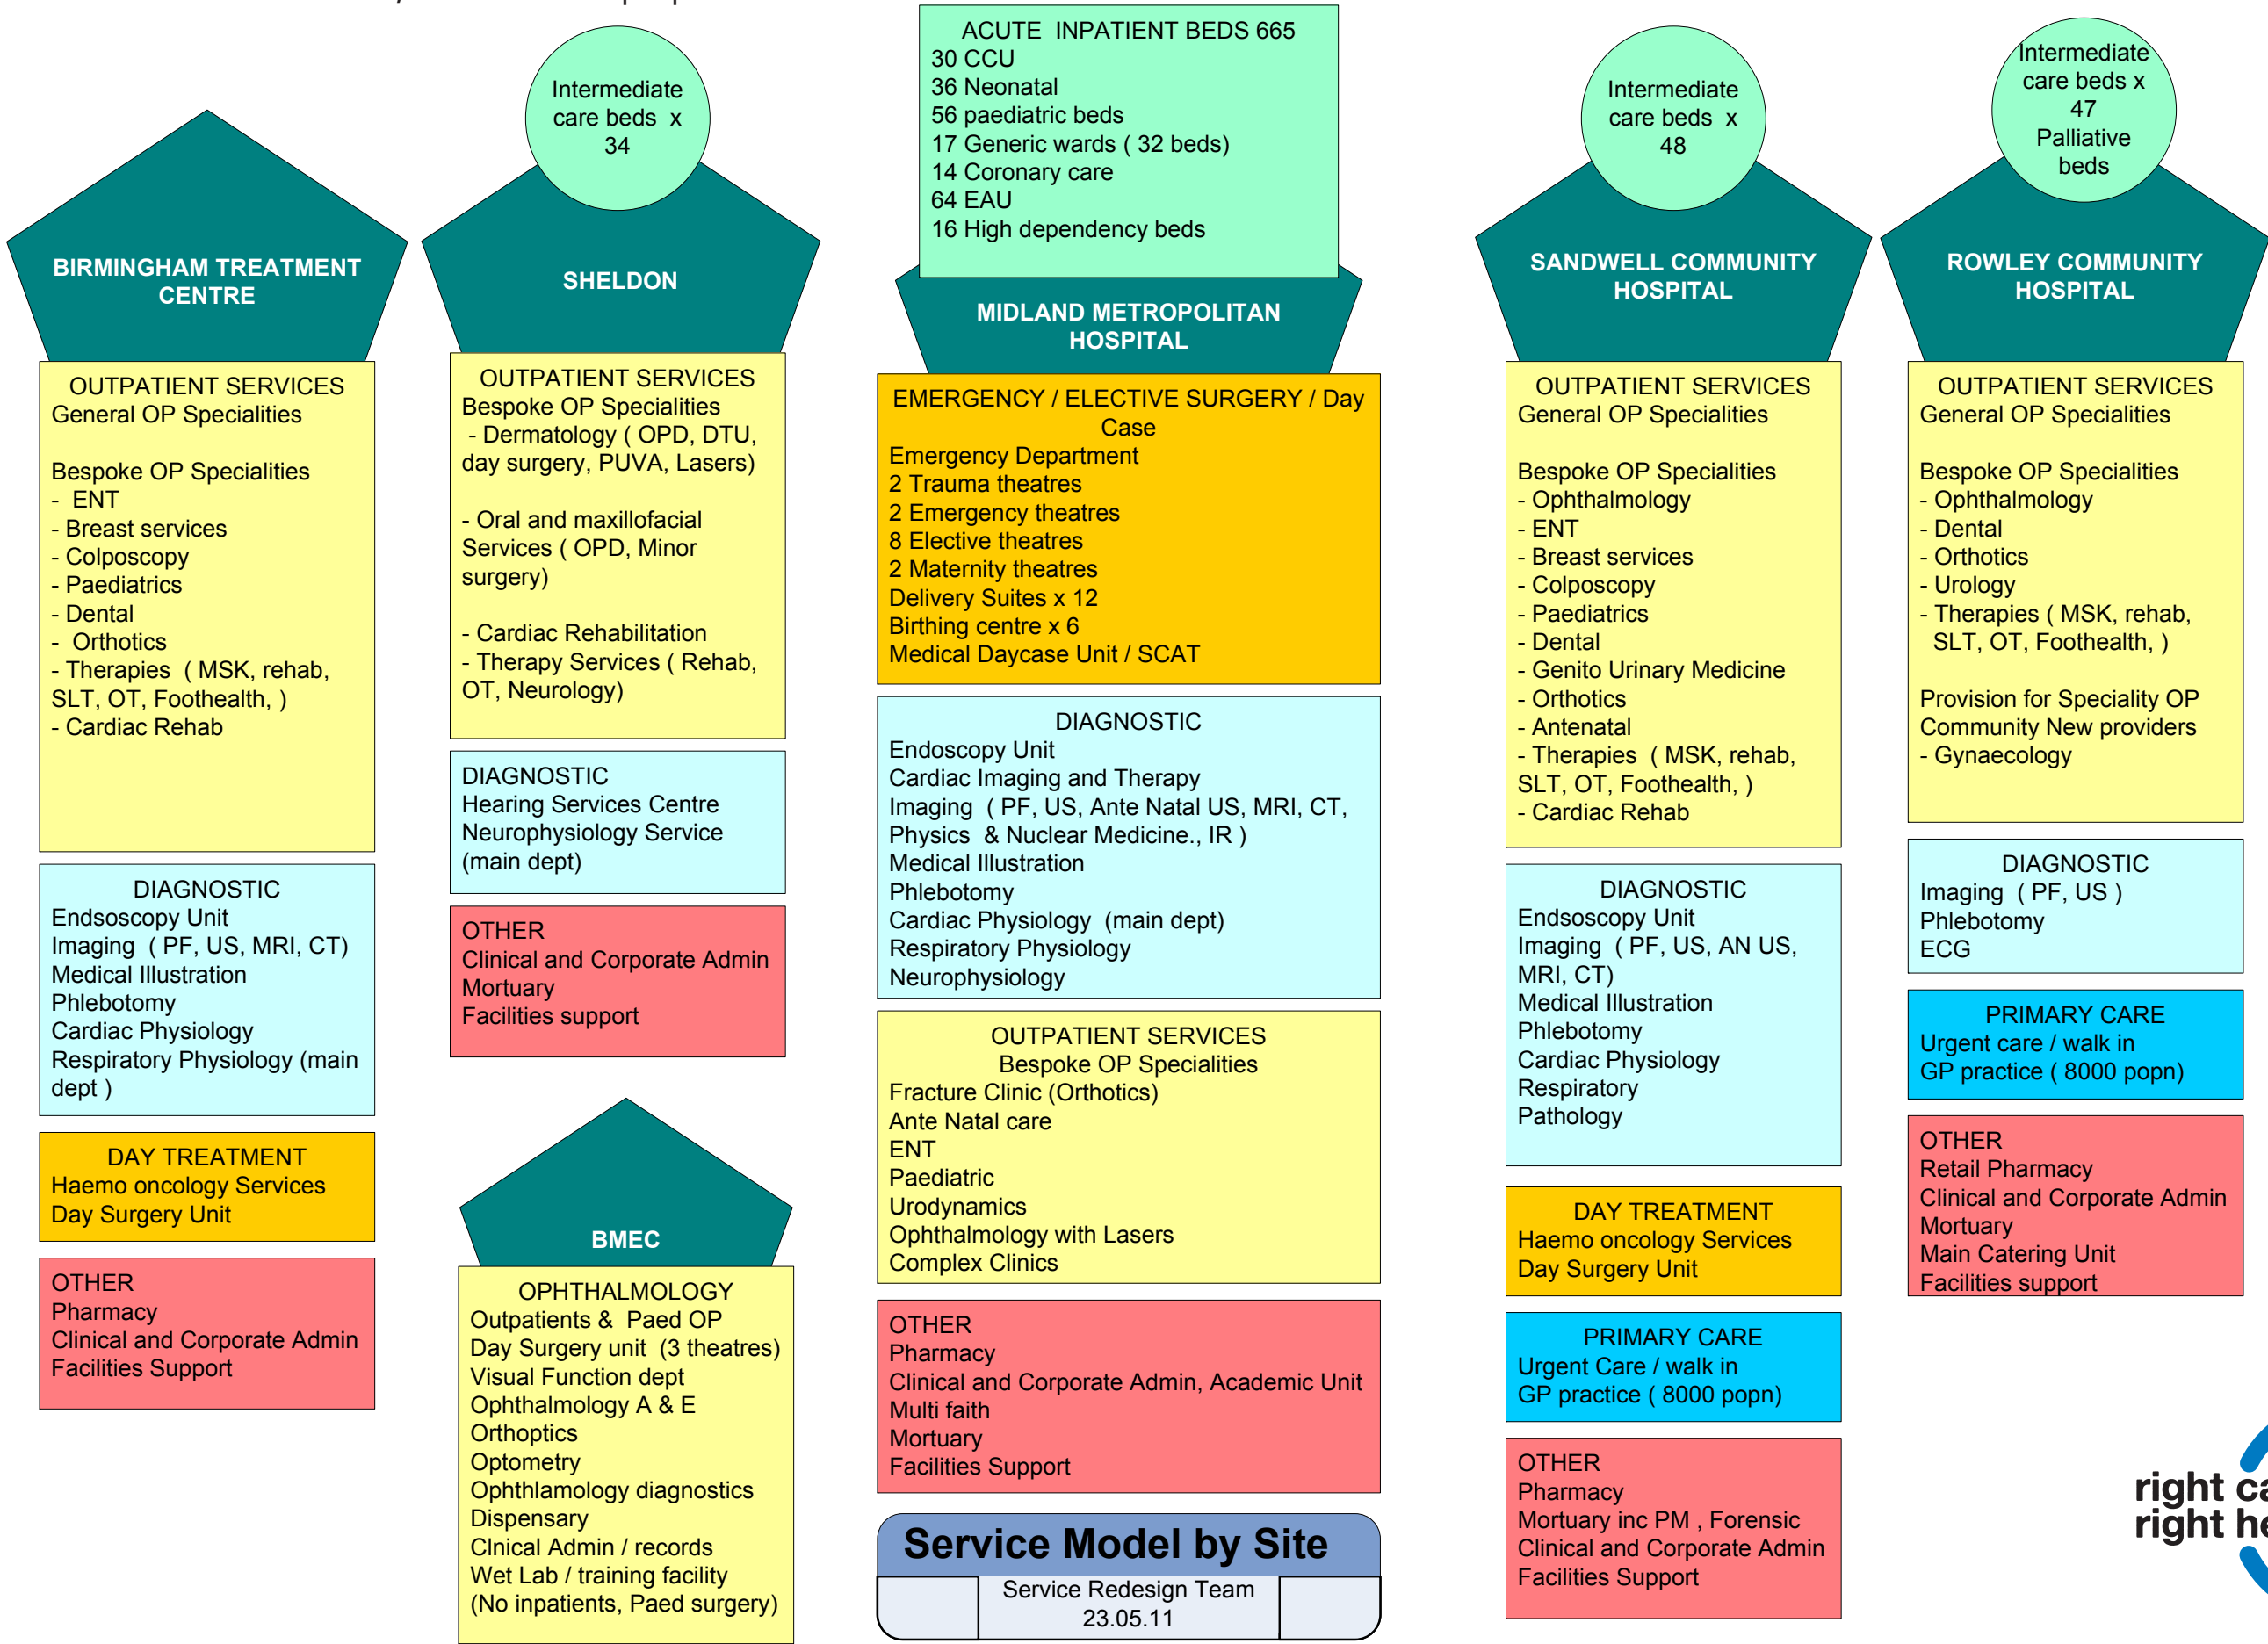 BIRMINGHAM TREATMENT
CENTRE
OUTPATIENT SERVICES
General OP Specialities
Bespoke OP Specialities
- ENT
- Breast services
- Colposcopy
- Paediatrics
- Dental
- Orthotics
- Therapies ( MSK, rehab,
SLT, OT, Foothealth, )
- Cardiac Rehab
DIAGNOSTIC
Endsoscopy Unit
Imaging ( PF, US, MRI, CT)
Medical Illustration
Phlebotomy
Cardiac Physiology
Respiratory Physiology (main
dept )
DAY TREATMENT
Haemo oncology Services
Day Surgery Unit
OTHER
Pharmacy
Clinical and Corporate Admin
Facilities Support
Intermediate
care beds x
34
SHELDON
OUTPATIENT SERVICES
Bespoke OP Specialities
- Dermatology ( OPD, DTU,
day surgery, PUVA, Lasers)
- Oral and maxillofacial
Services ( OPD, Minor
surgery)
- Cardiac Rehabilitation
- Therapy Services ( Rehab,
OT, Neurology)
DIAGNOSTIC
Hearing Services Centre
Neurophysiology Service
(main dept)
OTHER
Clinical and Corporate Admin
Mortuary
Facilities support
BMEC
OPHTHALMOLOGY
Outpatients & Paed OP
Day Surgery unit (3 theatres)
Visual Function dept
Ophthalmology A & E
Orthoptics
Optometry
Ophthlamology diagnostics
Dispensary
Clnical Admin / records
Wet Lab / training facility
(No inpatients, Paed surgery)
ACUTE INPATIENT BEDS 665
30 CCU
36 Neonatal
56 paediatric beds
17 Generic wards ( 32 beds)
14 Coronary care
64 EAU
16 High dependency beds
MIDLAND METROPOLITAN
HOSPITAL
EMERGENCY / ELECTIVE SURGERY / Day
Case
Emergency Department
2 Trauma theatres
2 Emergency theatres
8 Elective theatres
2 Maternity theatres
Delivery Suites x 12
Birthing centre x 6
Medical Daycase Unit / SCAT
DIAGNOSTIC
Endoscopy Unit
Cardiac Imaging and Therapy
Imaging ( PF, US, Ante Natal US, MRI, CT,
Physics & Nuclear Medicine., IR )
Medical Illustration
Phlebotomy
Cardiac Physiology (main dept)
Respiratory Physiology
Neurophysiology
OUTPATIENT SERVICES
Bespoke OP Specialities
Fracture Clinic (Orthotics)
Ante Natal care
ENT
Paediatric
Urodynamics
Ophthalmology with Lasers
Complex Clinics
OTHER
Pharmacy
Clinical and Corporate Admin, Academic Unit
Multi faith
Mortuary
Facilities Support
Service Model by Site
Service Redesign Team
23.05.11
Intermediate
care beds x
48
SANDWELL COMMUNITY
HOSPITAL
OUTPATIENT SERVICES
General OP Specialities
Bespoke OP Specialities
- Ophthalmology
- ENT
- Breast services
- Colposcopy
- Paediatrics
- Dental
- Genito Urinary Medicine
- Orthotics
- Antenatal
- Therapies ( MSK, rehab,
SLT, OT, Foothealth, )
- Cardiac Rehab
DIAGNOSTIC
Endsoscopy Unit
Imaging ( PF, US, AN US,
MRI, CT)
Medical Illustration
Phlebotomy
Cardiac Physiology
Respiratory
Pathology
DAY TREATMENT
Haemo oncology Services
Day Surgery Unit
PRIMARY CARE
Urgent Care / walk in
GP practice ( 8000 popn)
OTHER
Pharmacy
Mortuary inc PM , Forensic
Clinical and Corporate Admin
Facilities Support
Intermediate
care beds x
47
Palliative
beds
ROWLEY COMMUNITY
HOSPITAL
OUTPATIENT SERVICES
General OP Specialities
Bespoke OP Specialities
- Ophthalmology
- Dental
- Orthotics
- Urology
- Therapies ( MSK, rehab,
SLT, OT, Foothealth, )
Provision for Speciality OP
Community New providers
- Gynaecology
DIAGNOSTIC
Imaging ( PF, US )
Phlebotomy
ECG
PRIMARY CARE
Urgent care / walk in
GP practice ( 8000 popn)
OTHER
Retail Pharmacy
Clinical and Corporate Admin
Mortuary
Main Catering Unit
Facilities support
right
right